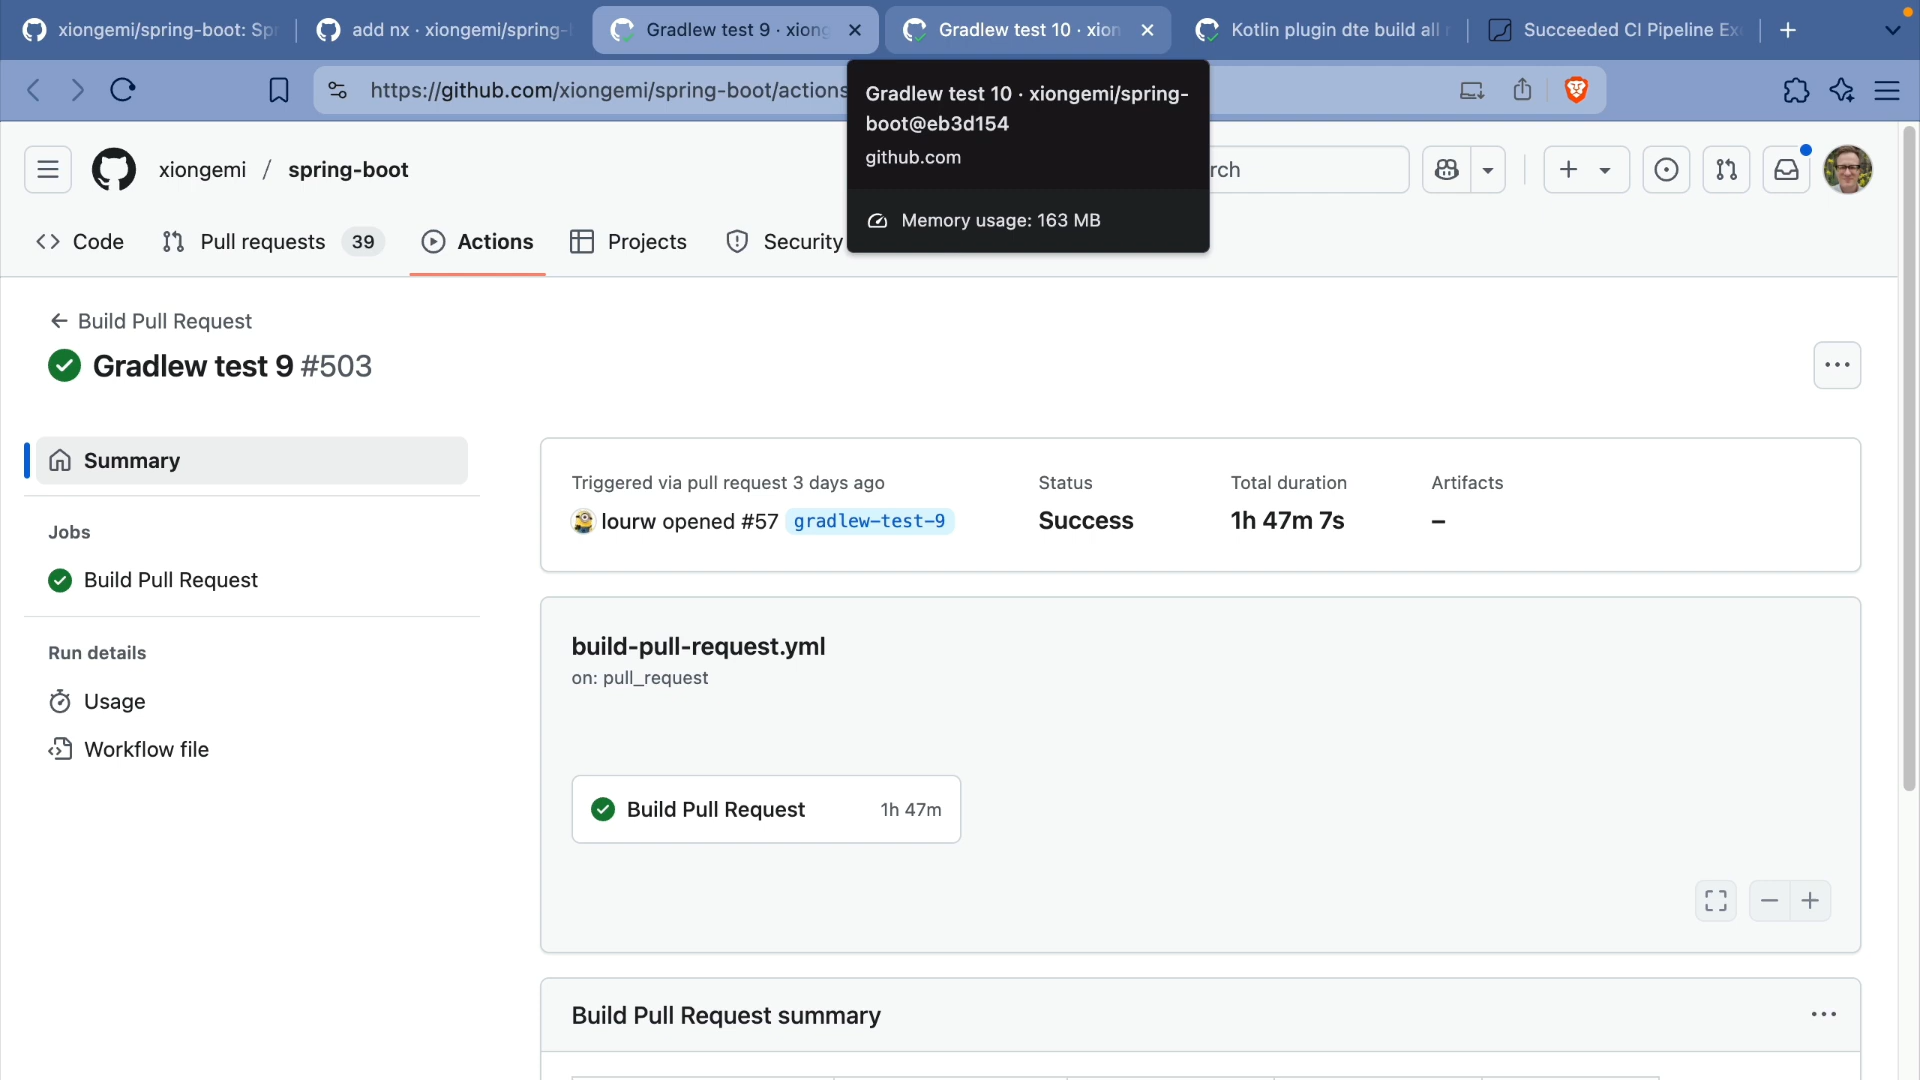 xiongemi/spring-boot: Sp
add nx · xiongemi/spring-
Gradlew test 9 · xiong
Gradlew test 10 · xion
Kotlin plugin dte build all
Succeeded CI Pipeline Ex
https://github.com/xiongemi/spring-boot/actions
Gradlew test 10 · xiongemi/spring-
boot@eb3d154
github.com
Memory usage: 163 MB
xiongemi / spring-boot
rch
Code
Pull requests 39
Actions
Projects
Security
Build Pull Request
Gradlew test 9 #503
Summary
Jobs
Build Pull Request
Run details
Usage
Workflow file
Triggered via pull request 3 days ago
lourw opened #57 gradlew-test-9
Status
Success
Total duration
1h 47m 7s
Artifacts
–
build-pull-request.yml
on: pull_request
Build Pull Request 1h 47m
Build Pull Request summary